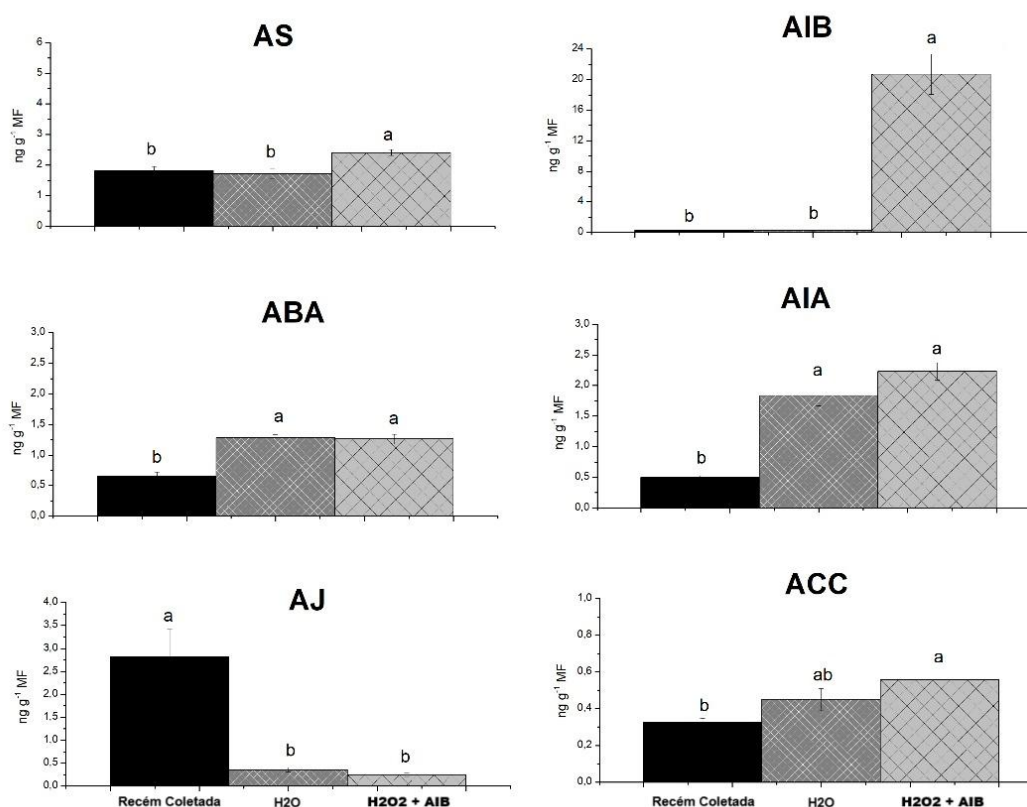 AS
6
5
4
3
2
1
0
ng g⁻¹ MF
b
b
a
AIB
24
20
16
12
8
4
0
ng g⁻¹ MF
b
b
a
ABA
3,0
2,5
2,0
1,5
1,0
0,5
0,0
ng g⁻¹ MF
b
a
a
AIA
3,0
2,5
2,0
1,5
1,0
0,5
0,0
ng g⁻¹ MF
b
a
a
AJ
4,0
3,5
3,0
2,5
2,0
1,5
1,0
0,5
0,0
ng g⁻¹ MF
a
b
b
Recém Coletada
H2O
H2O2 + AIB
ACC
1,0
0,8
0,6
0,4
0,2
0,0
ng g⁻¹ MF
b
ab
a
Recém Coletada
H2O
H2O2 + AIB